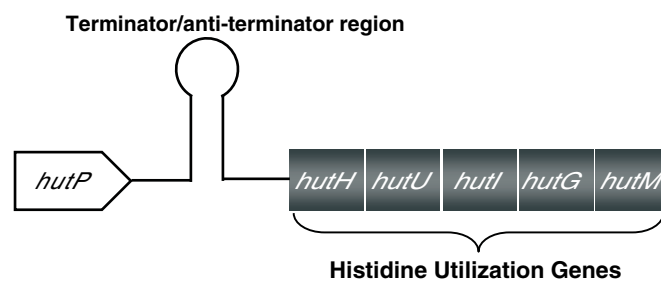 Terminator/anti-terminator region
hutP
hutH hutU hutI hutG hutM
Histidine Utilization Genes